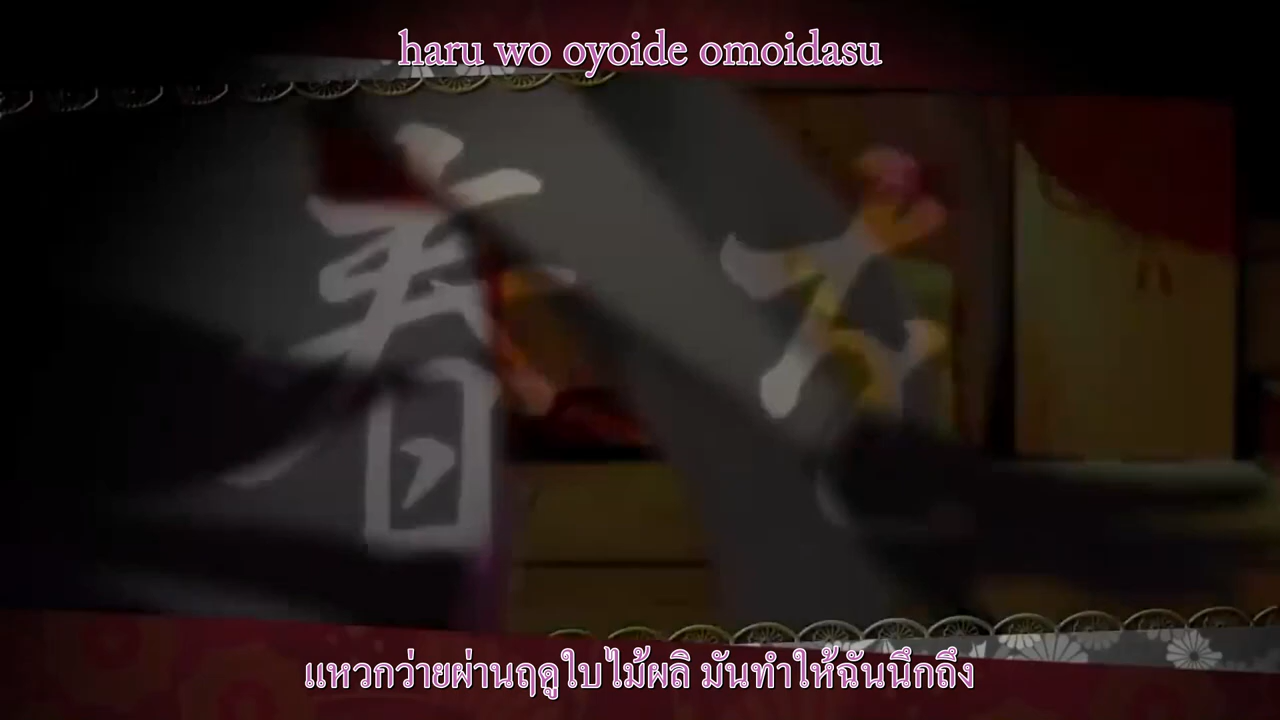 haru wo oyoide omoidasu
春
แหวกว่ายผ่านฤดูใบไม้ผลิ มันทำให้ฉันนึกถึง